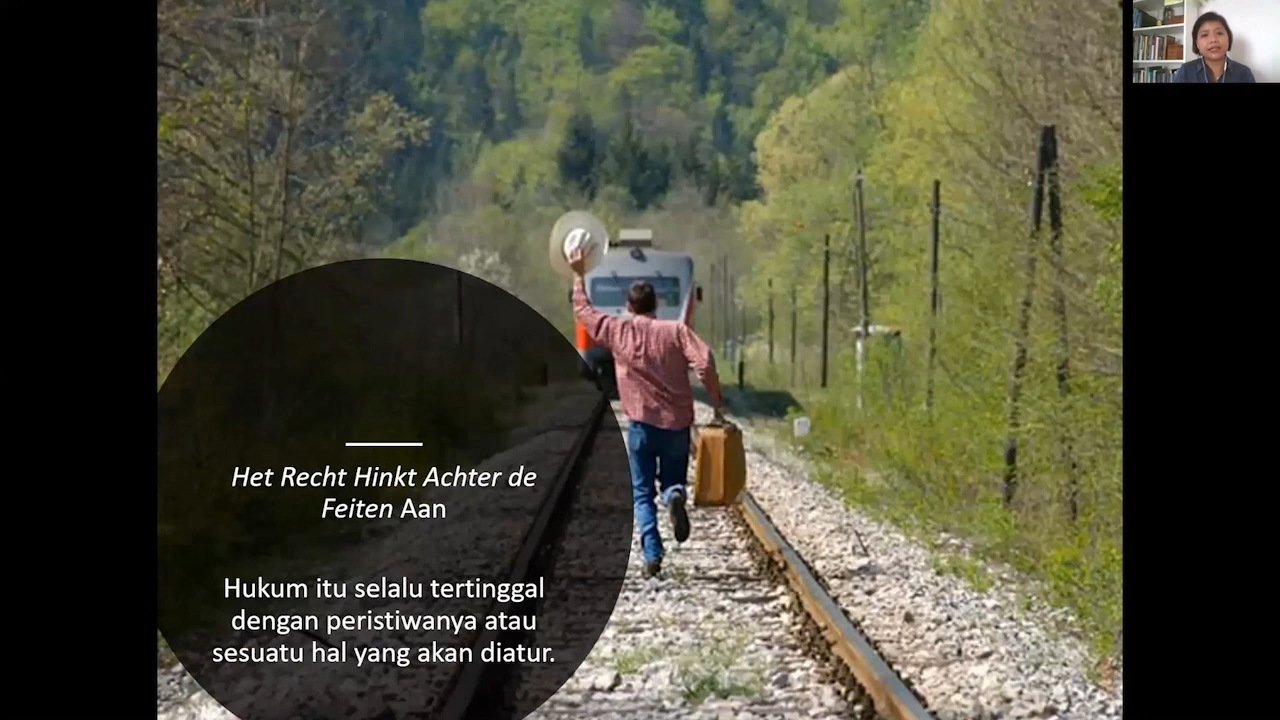 Het Recht Hinkt Achter de
Feiten Aan
Hukum itu selalu tertinggal
dengan peristiwanya atau
sesuatu hal yang akan diatur.